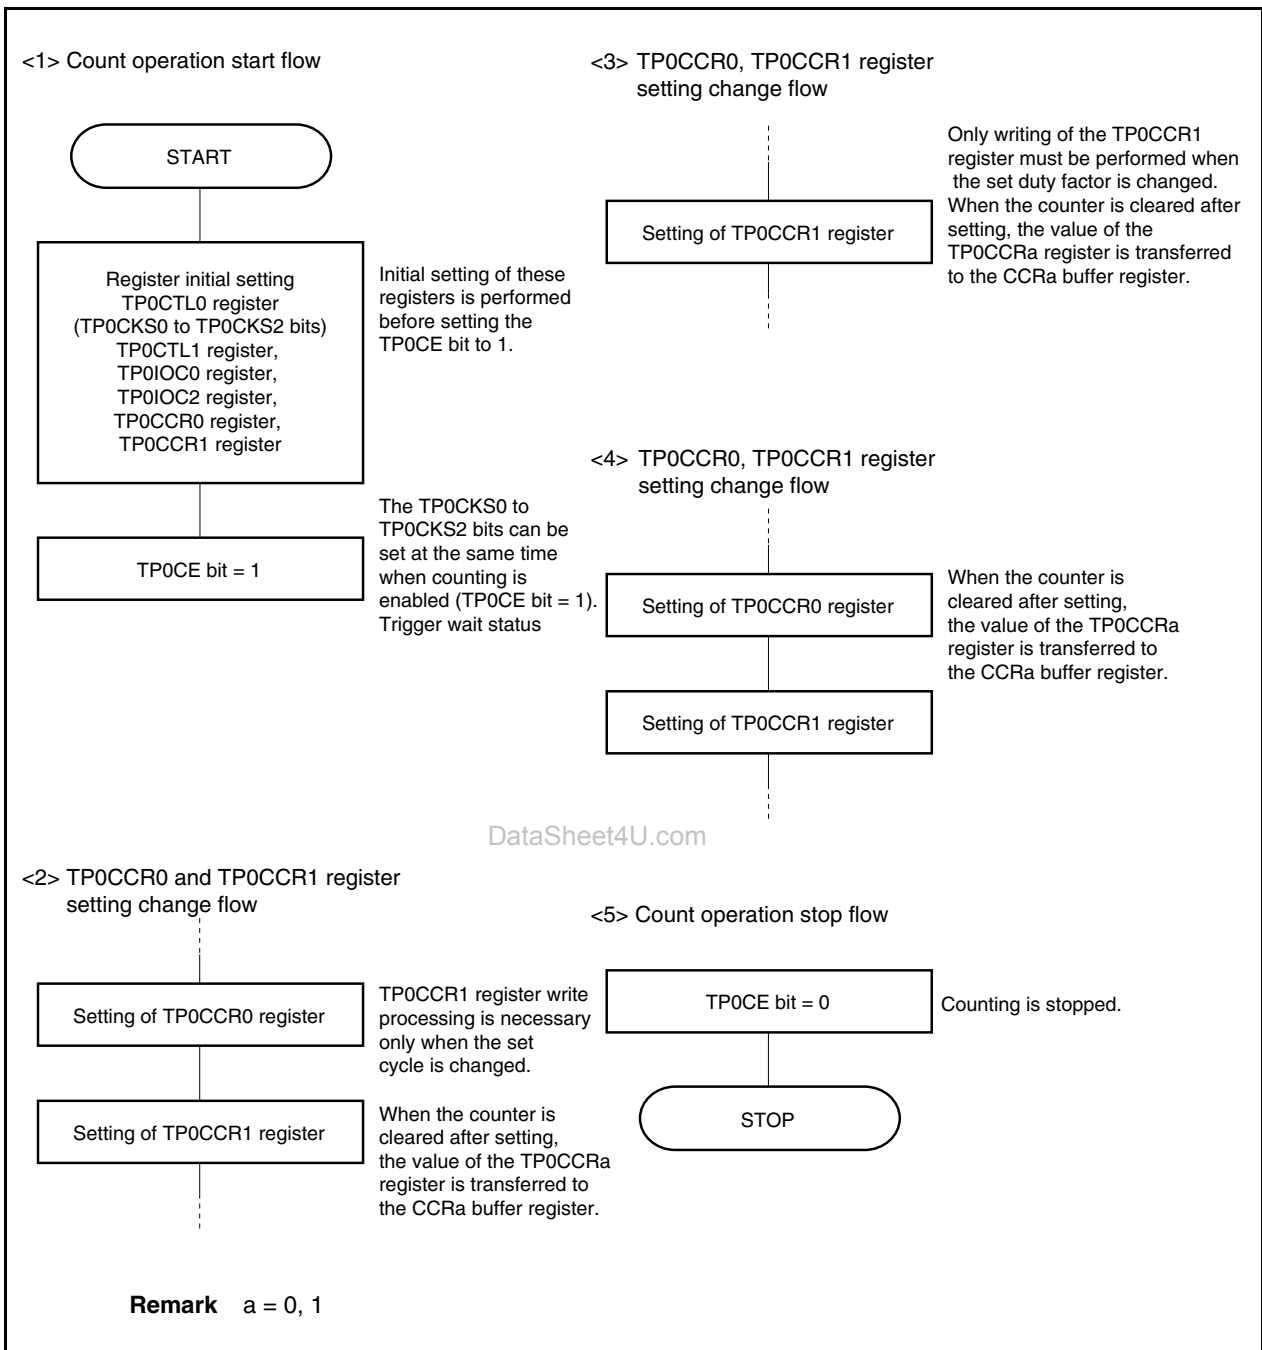 <1> Count operation start flow
START
Register initial setting
TP0CTL0 register
(TP0CKS0 to TP0CKS2 bits)
TP0CTL1 register,
TP0IOC0 register,
TP0IOC2 register,
TP0CCR0 register,
TP0CCR1 register
Initial setting of these
registers is performed
before setting the
TP0CE bit to 1.
TP0CE bit = 1
The TP0CKS0 to
TP0CKS2 bits can be
set at the same time
when counting is
enabled (TP0CE bit = 1).
Trigger wait status
<2> TP0CCR0 and TP0CCR1 register
setting change flow
Setting of TP0CCR0 register
TP0CCR1 register write
processing is necessary
only when the set
cycle is changed.
Setting of TP0CCR1 register
When the counter is
cleared after setting,
the value of the TP0CCRa
register is transferred to
the CCRa buffer register.
<3> TP0CCR0, TP0CCR1 register
setting change flow
Setting of TP0CCR1 register
Only writing of the TP0CCR1
register must be performed when
the set duty factor is changed.
When the counter is cleared after
setting, the value of the
TP0CCRa register is transferred
to the CCRa buffer register.
<4> TP0CCR0, TP0CCR1 register
setting change flow
Setting of TP0CCR0 register
When the counter is
cleared after setting,
the value of the TP0CCRa
register is transferred to
the CCRa buffer register.
Setting of TP0CCR1 register
DataSheet4U.com
<5> Count operation stop flow
TP0CE bit = 0
Counting is stopped.
STOP
Remark a = 0, 1